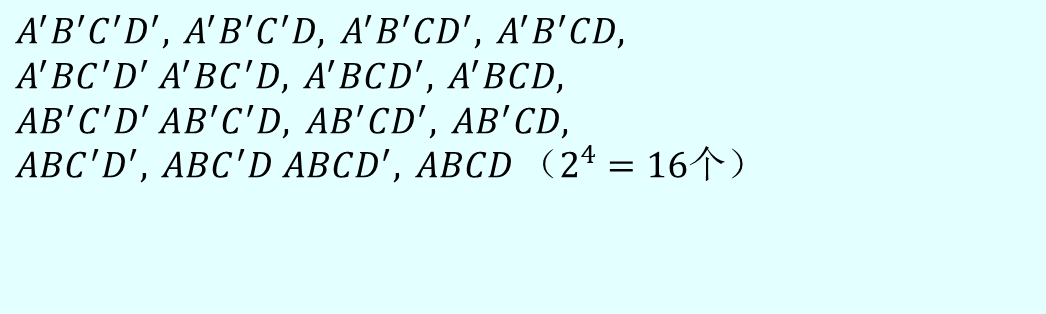 A′B′C′D′, A′B′C′D, A′B′CD′, A′B′CD,
A′BC′D′ A′BC′D, A′BCD′, A′BCD,
AB′C′D′ AB′C′D, AB′CD′, AB′CD,
ABC′D′, ABC′D ABCD′, ABCD（2⁴ = 16个）